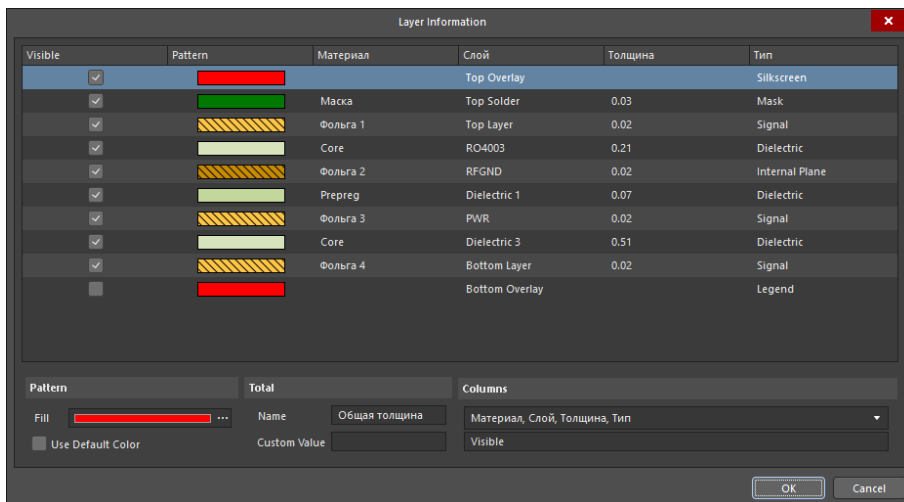 Layer Information
Visible Pattern Материал Слой Толщина Тип
Top Overlay Silkscreen
Маска Top Solder 0.03 Mask
Фольга 1 Top Layer 0.02 Signal
Core RO4003 0.21 Dielectric
Фольга 2 RFGND 0.02 Internal Plane
Prepreg Dielectric 1 0.07 Dielectric
Фольга 3 PWR 0.02 Signal
Core Dielectric 3 0.51 Dielectric
Фольга 4 Bottom Layer 0.02 Signal
Bottom Overlay Legend
Pattern Total Columns
Fill ... Name Общая толщина Материал, Слой, Толщина, Тип
Use Default Color Custom Value Visible
OK Cancel